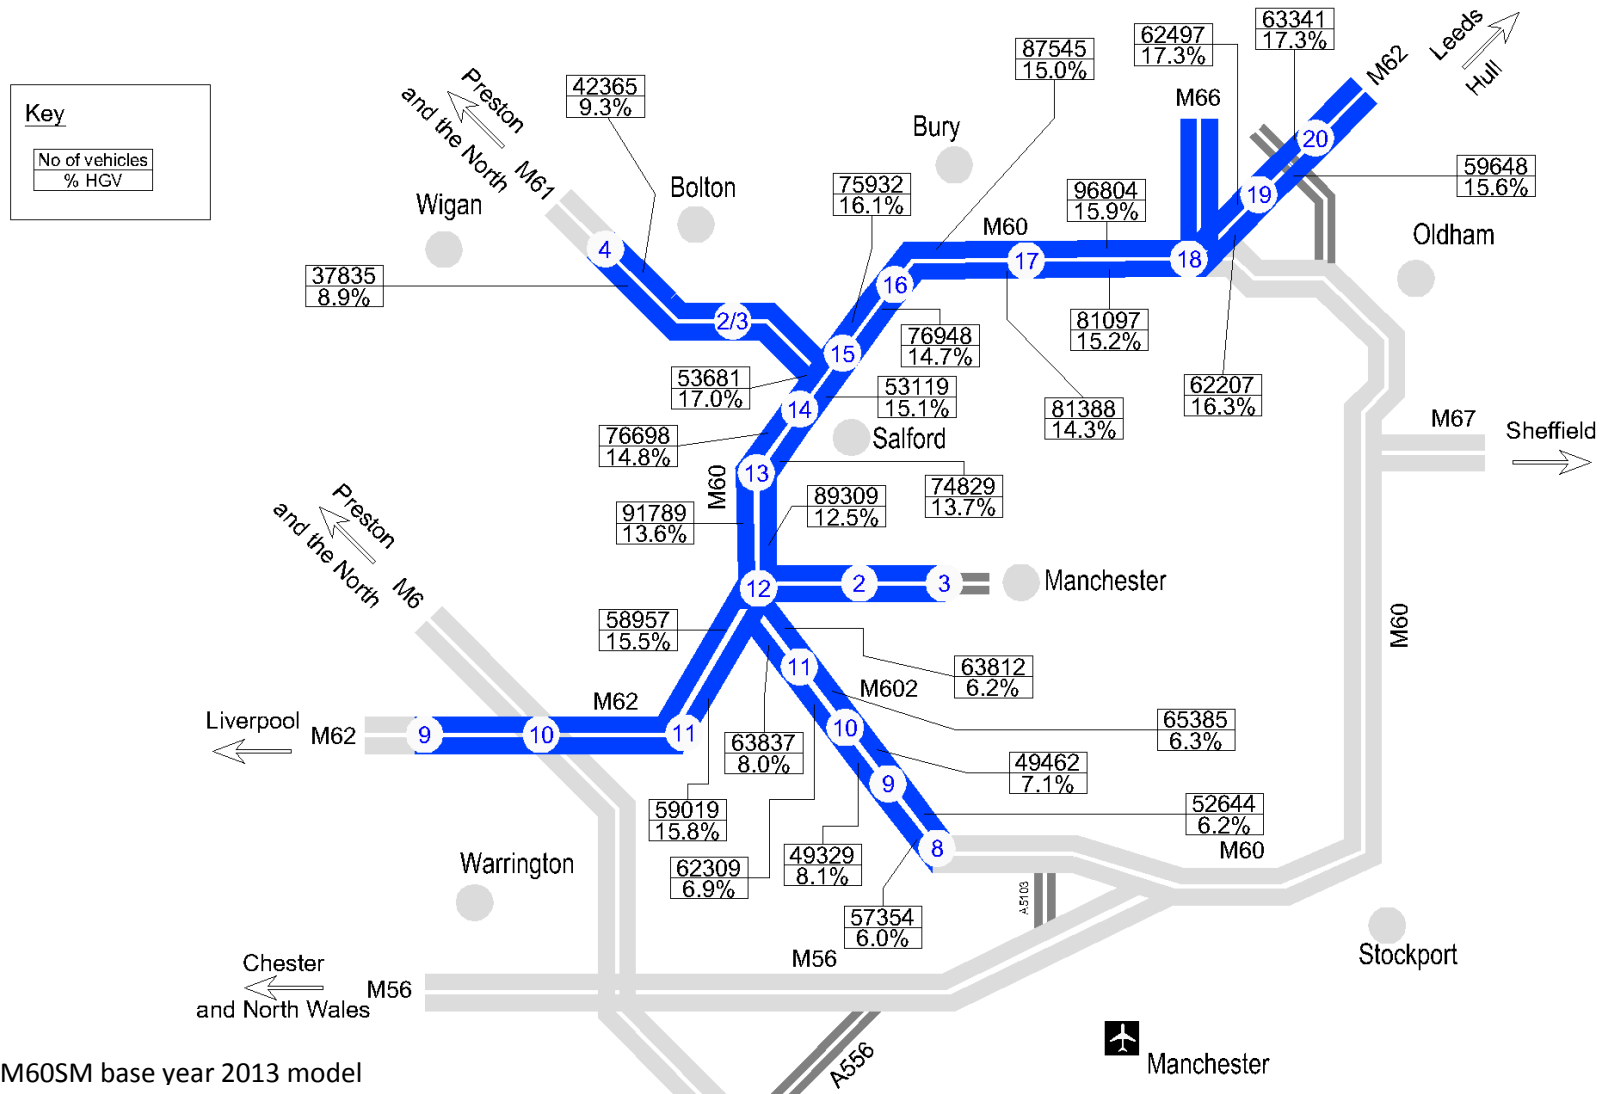 Key
No of vehicles
% HGV
Preston
and the North
M61
42365
9.3%
87545
15.0%
62497
17.3%
63341
17.3%
Leeds
Hull
M62
M66
Bury
Wigan
Bolton
75932
16.1%
M60
96804
15.9%
20
19
59648
15.6%
Oldham
4
37835
8.9%
2/3
16
17
18
15
76948
14.7%
81097
15.2%
62207
16.3%
53681
17.0%
53119
15.1%
81388
14.3%
14
Salford
M67
Sheffield
76698
14.8%
13
M60
74829
13.7%
89309
12.5%
91789
13.6%
Preston
and the North
M6
12
2
3
Manchester
M60
58957
15.5%
11
63812
6.2%
M602
65385
6.3%
Liverpool
M62
9
10
M62
11
10
63837
8.0%
49462
7.1%
9
59019
15.8%
52644
6.2%
8
M60
62309
6.9%
49329
8.1%
Warrington
A5103
57354
6.0%
Stockport
M56
Chester
and North Wales
M56
A556
Manchester
M60SM base year 2013 model